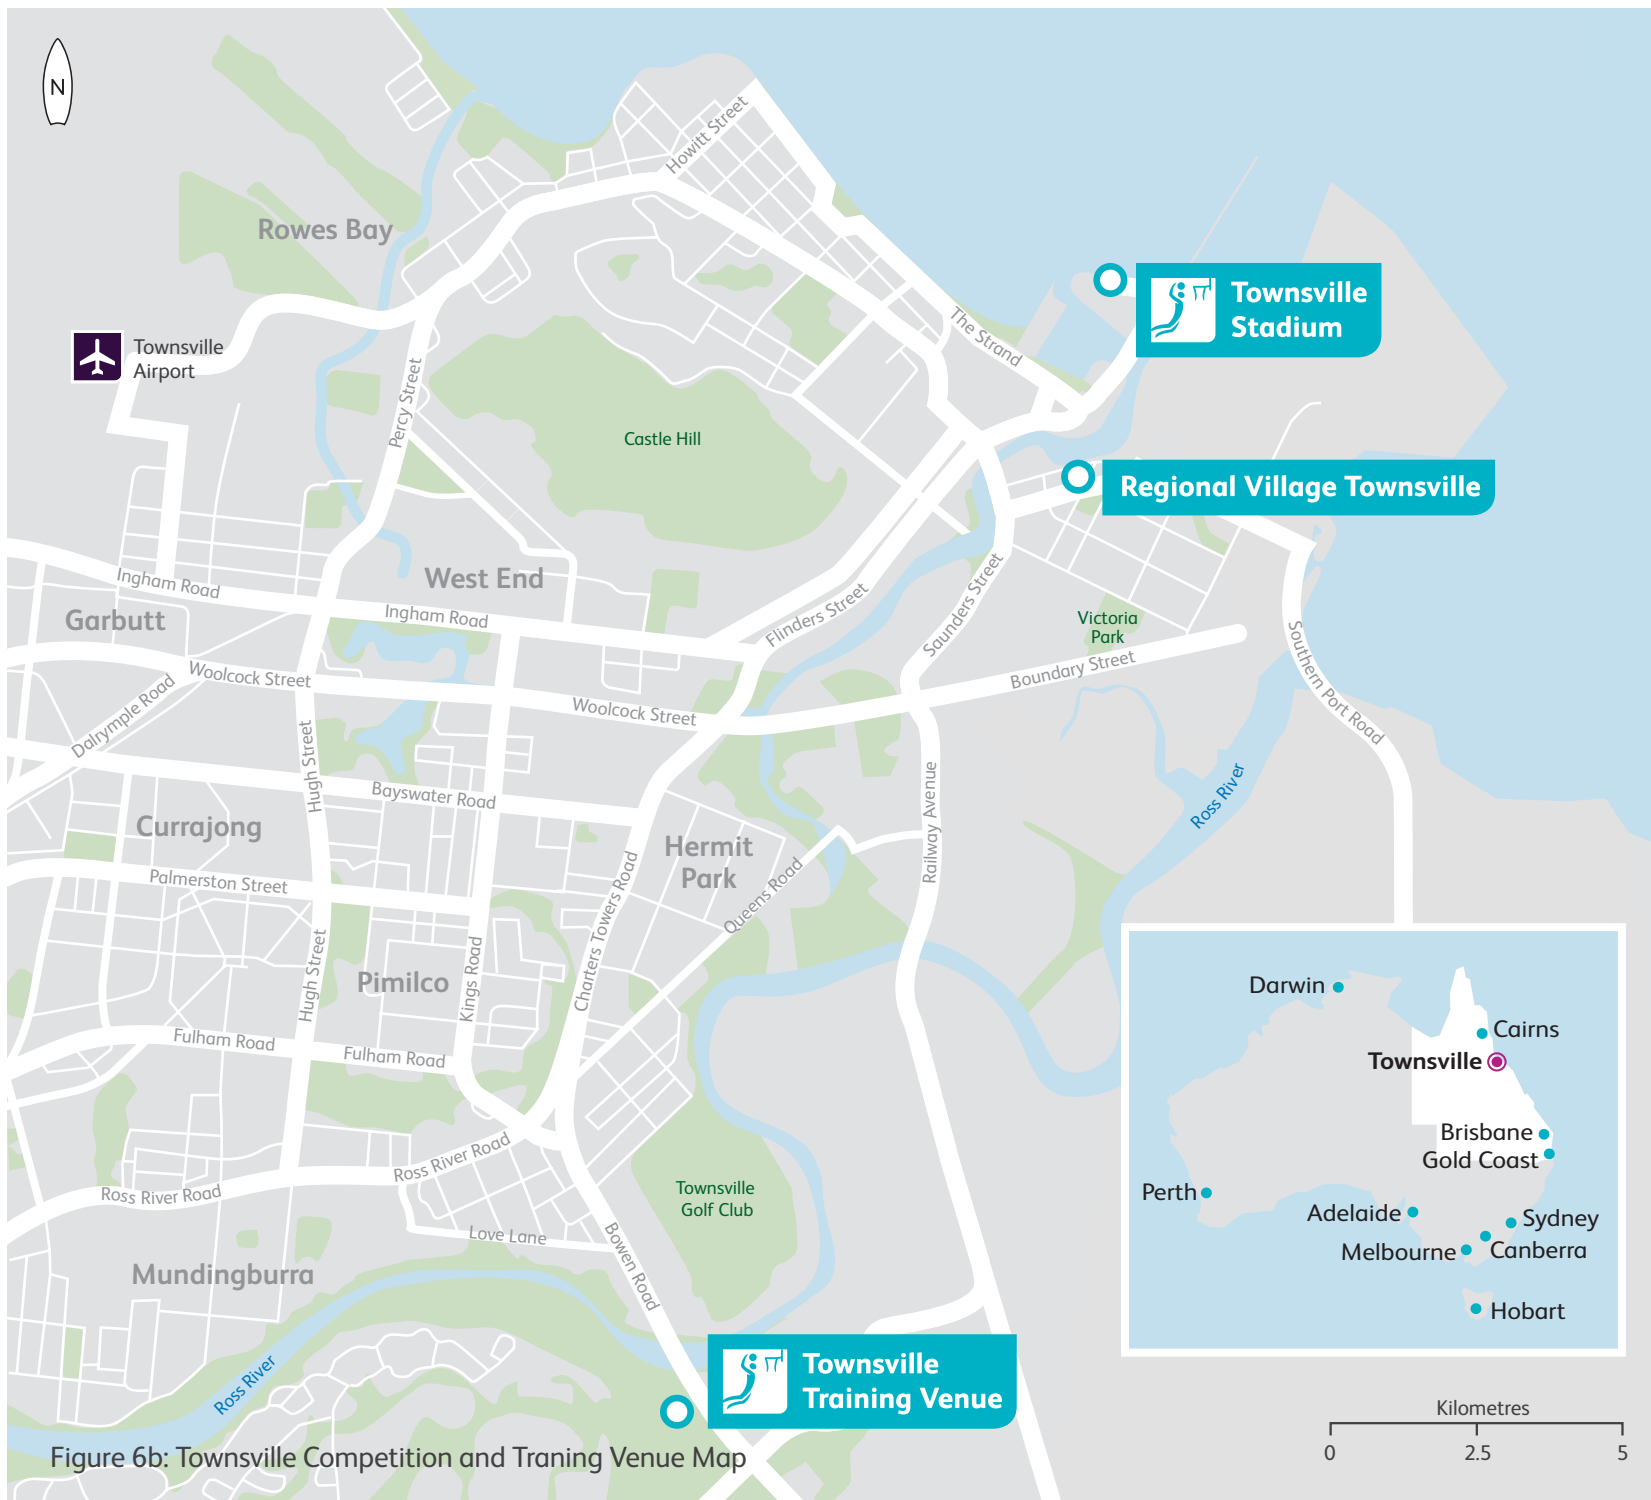 N
Howitt Street
Rowes Bay
Townsville
Stadium
The Strand
Townsville
Airport
Percy Street
Castle Hill
Regional Village Townsville
West End
Ingham Road
Ingham Road
Garbutt
Flinders Street
Saunders Street
Victoria
Park
Boundary Street
Southern Port Road
Woolcock Street
Woolcock Street
Dalrymple Road
Hugh Street
Bayswater Road
Railway Avenue
Ross River
Currajong
Hermit
Park
Palmerston Street
Queens Road
Charters Towers Road
Hugh Street
Pimilco
Kings Road
Fulham Road
Fulham Road
Darwin
Cairns
Townsville
Brisbane
Gold Coast
Perth
Adelaide
Sydney
Melbourne
Canberra
Hobart
Ross River Road
Ross River Road
Townsville
Golf Club
Love Lane
Bowen Road
Mundingburra
Ross River
Townsville
Training Venue
Kilometres
0 2.5 5
Figure 6b: Townsville Competition and Traning Venue Map